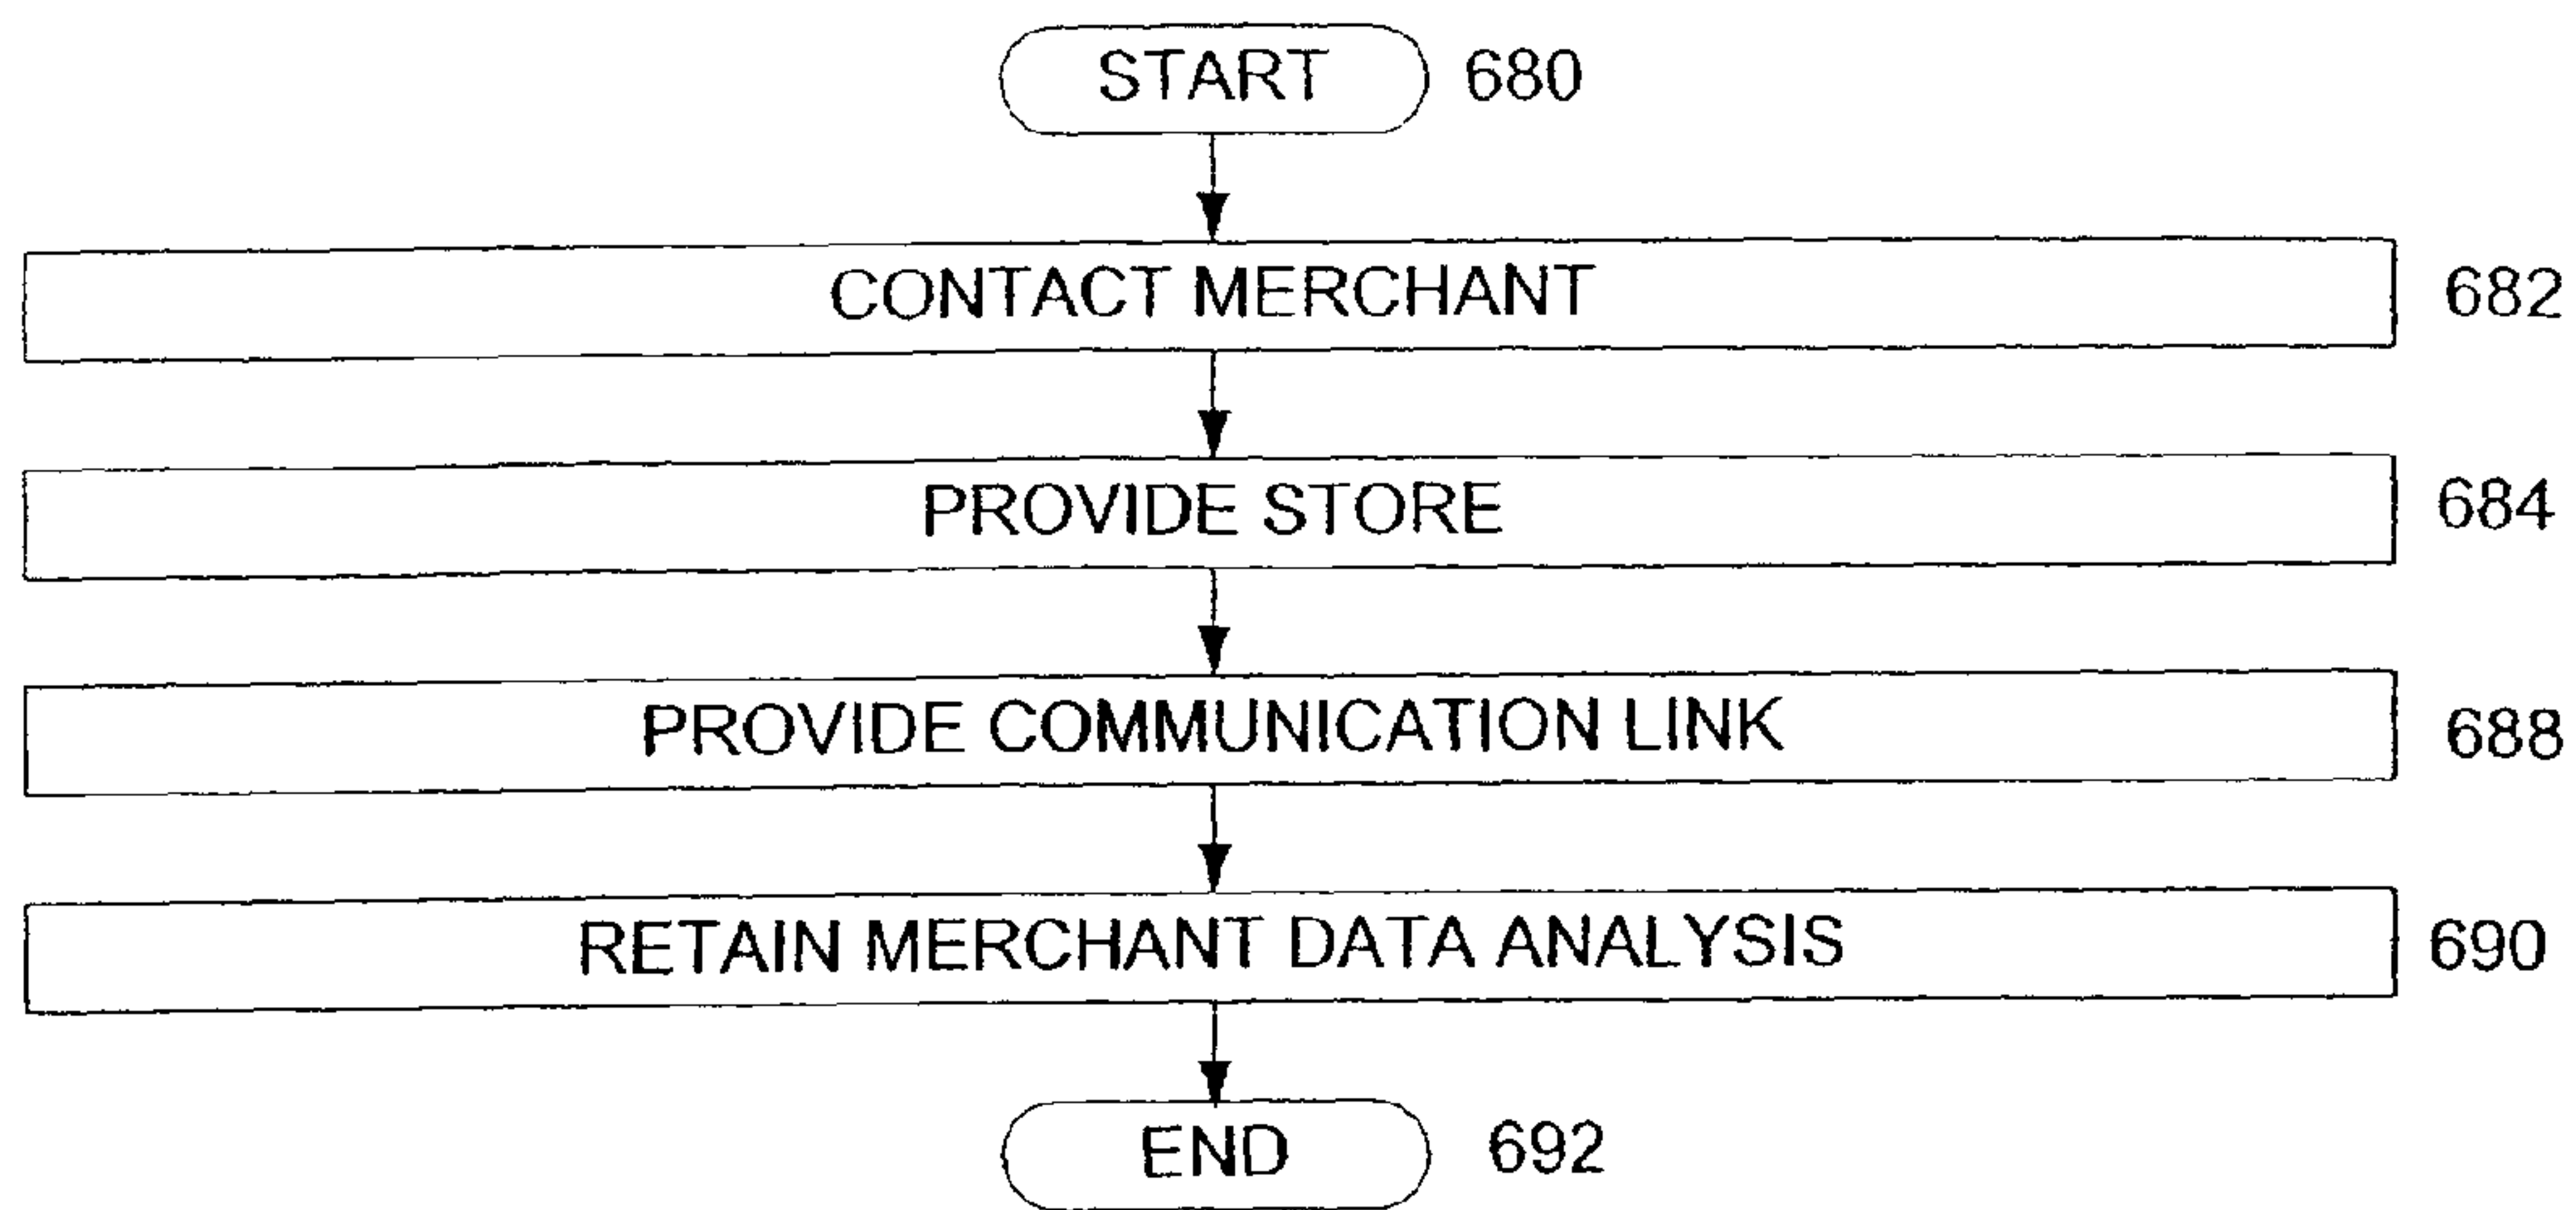 START 680
CONTACT MERCHANT 682
PROVIDE STORE 684
PROVIDE COMMUNICATION LINK 688
RETAIN MERCHANT DATA ANALYSIS 690
END 692